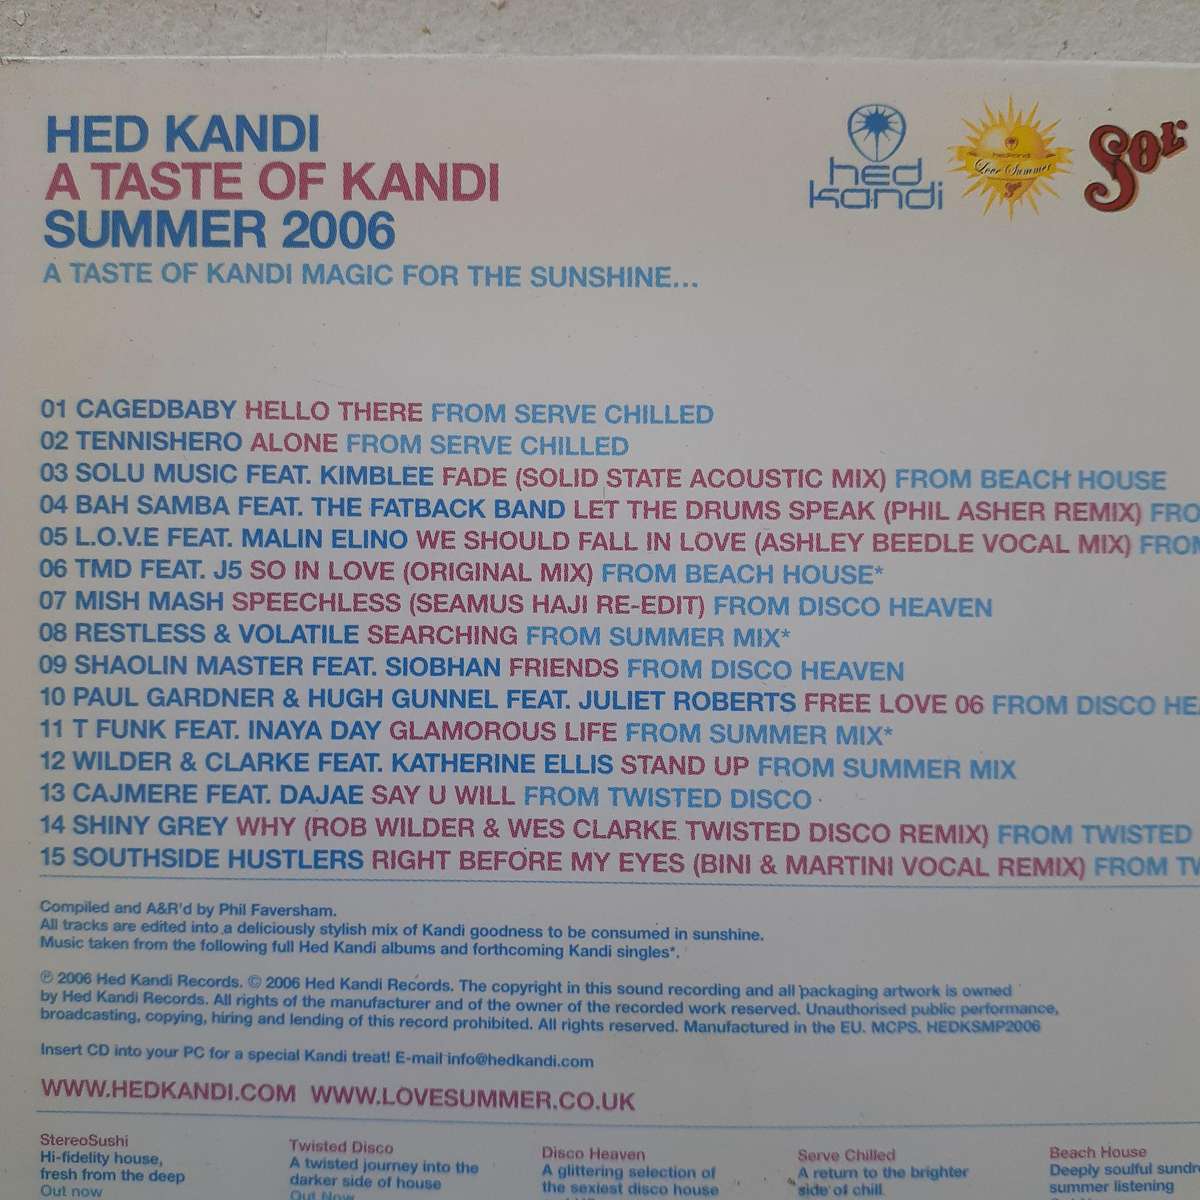 HED KANDI
A TASTE OF KANDI
SUMMER 2006
A TASTE OF KANDI MAGIC FOR THE SUNSHINE...
hed kandi
hedkandi
Love Summer
SOL
01 CAGEDBABY HELLO THERE FROM SERVE CHILLED
02 TENNISHERO ALONE FROM SERVE CHILLED
03 SOLU MUSIC FEAT. KIMBLEE FADE (SOLID STATE ACOUSTIC MIX) FROM BEACH HOUSE
04 BAH SAMBA FEAT. THE FATBACK BAND LET THE DRUMS SPEAK (PHIL ASHER REMIX) FRO
05 L.O.V.E FEAT. MALIN ELINO WE SHOULD FALL IN LOVE (ASHLEY BEEDLE VOCAL MIX) FROM
06 TMD FEAT. J5 SO IN LOVE (ORIGINAL MIX) FROM BEACH HOUSE*
07 MISH MASH SPEECHLESS (SEAMUS HAJI RE-EDIT) FROM DISCO HEAVEN
08 RESTLESS & VOLATILE SEARCHING FROM SUMMER MIX*
09 SHAOLIN MASTER FEAT. SIOBHAN FRIENDS FROM DISCO HEAVEN
10 PAUL GARDNER & HUGH GUNNEL FEAT. JULIET ROBERTS FREE LOVE 06 FROM DISCO HE
11 T FUNK FEAT. INAYA DAY GLAMOROUS LIFE FROM SUMMER MIX*
12 WILDER & CLARKE FEAT. KATHERINE ELLIS STAND UP FROM SUMMER MIX
13 CAJMERE FEAT. DAJAE SAY U WILL FROM TWISTED DISCO
14 SHINY GREY WHY (ROB WILDER & WES CLARKE TWISTED DISCO REMIX) FROM TWISTED
15 SOUTHSIDE HUSTLERS RIGHT BEFORE MY EYES (BINI & MARTINI VOCAL REMIX) FROM TW
Compiled and A&R'd by Phil Faversham.
All tracks are edited into a deliciously stylish mix of Kandi goodness to be consumed in sunshine.
Music taken from the following full Hed Kandi albums and forthcoming Kandi singles*.
℗ 2006 Hed Kandi Records. © 2006 Hed Kandi Records. The copyright in this sound recording and all packaging artwork is owned
by Hed Kandi Records. All rights of the manufacturer and of the owner of the recorded work reserved. Unauthorised public performance,
broadcasting, copying, hiring and lending of this record prohibited. All rights reserved. Manufactured in the EU. MCPS. HEDKSMP2006
Insert CD into your PC for a special Kandi treat! E-mail info@hedkandi.com
WWW.HEDKANDI.COM WWW.LOVESUMMER.CO.UK
StereoSushi
Hi-fidelity house,
fresh from the deep
Out now
Twisted Disco
A twisted journey into the
darker side of house
Out Now
Disco Heaven
A glittering selection of
the sexiest disco house
Serve Chilled
A return to the brighter
side of chill
Beach House
Deeply soulful sundre
summer listening